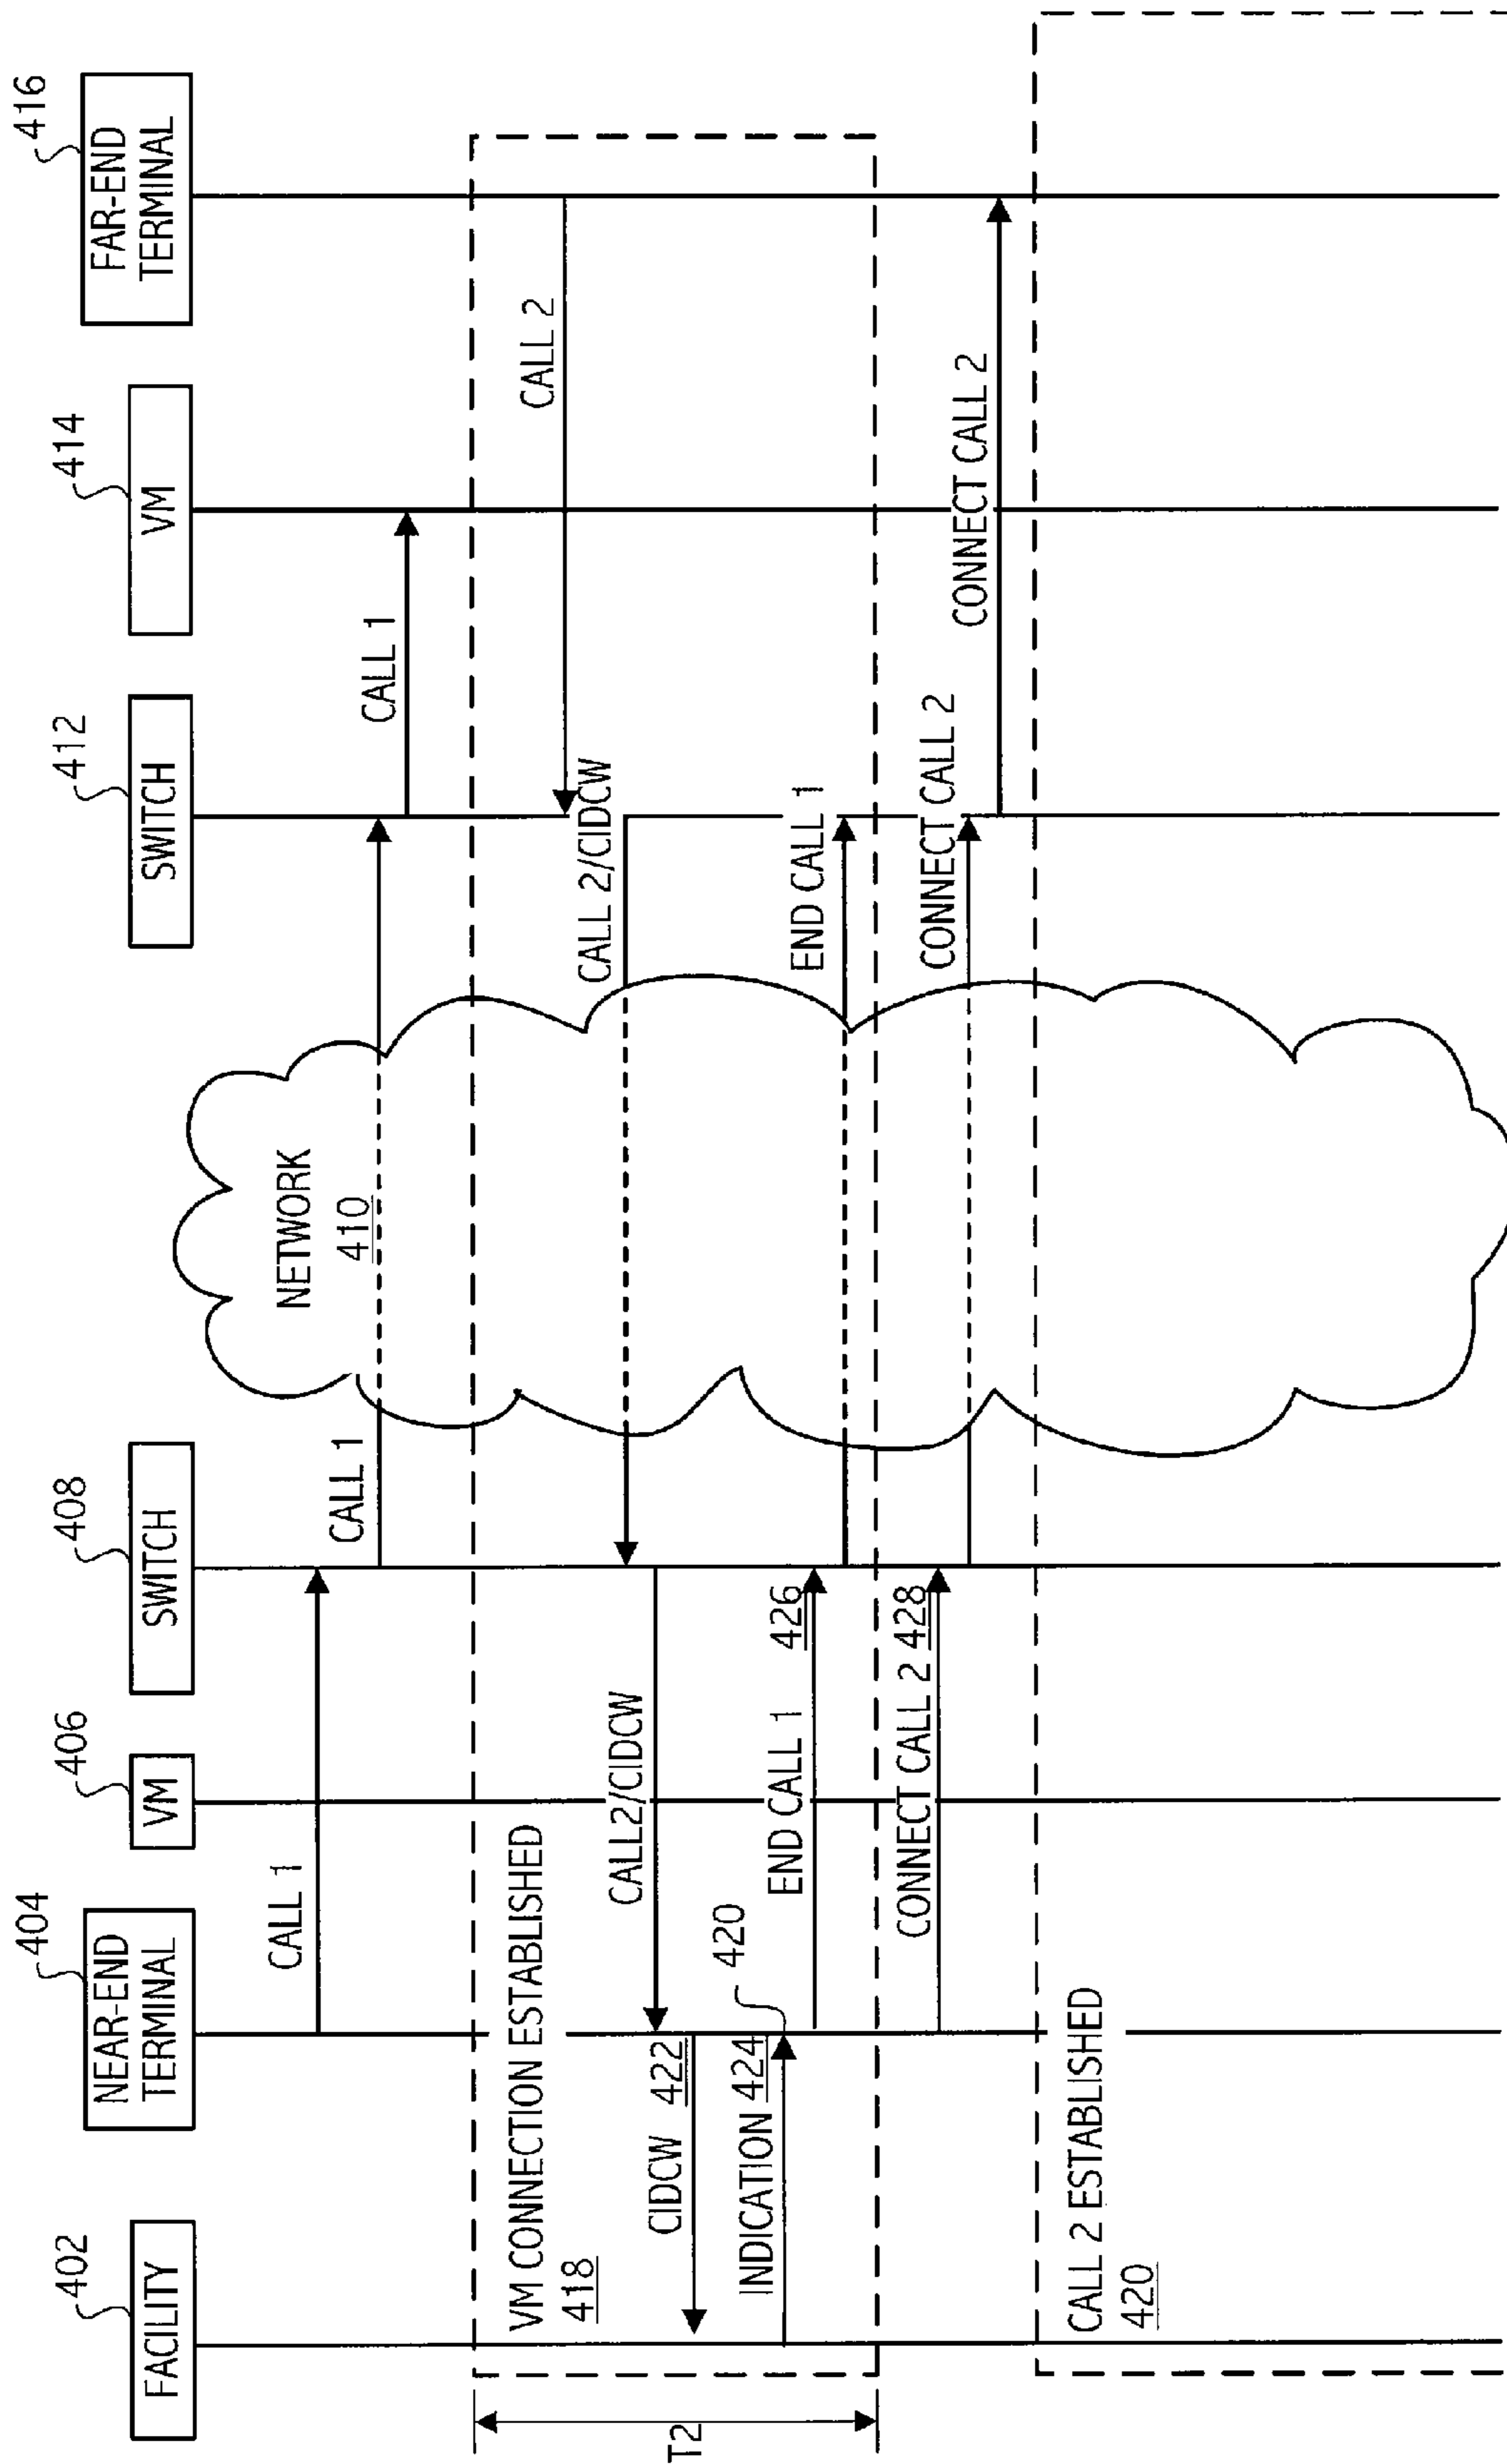 402
404
406
408
412
414
416
FACILITY
NEAR-END
TERMINAL
VM
SWITCH
SWITCH
VM
FAR-END
TERMINAL
NETWORK
410
CALL 1
CALL 1
CALL 1
T2
VM CONNECTION ESTABLISHED
418
CALL 2
CALL 2/CIDCW
CALL2/CIDCW
CIDCW 422
INDICATION 424
420
END CALL 1 426
END CALL 1
CONNECT CALL 2 428
CONNECT CALL 2
CONNECT CALL 2
CALL 2 ESTABLISHED
420